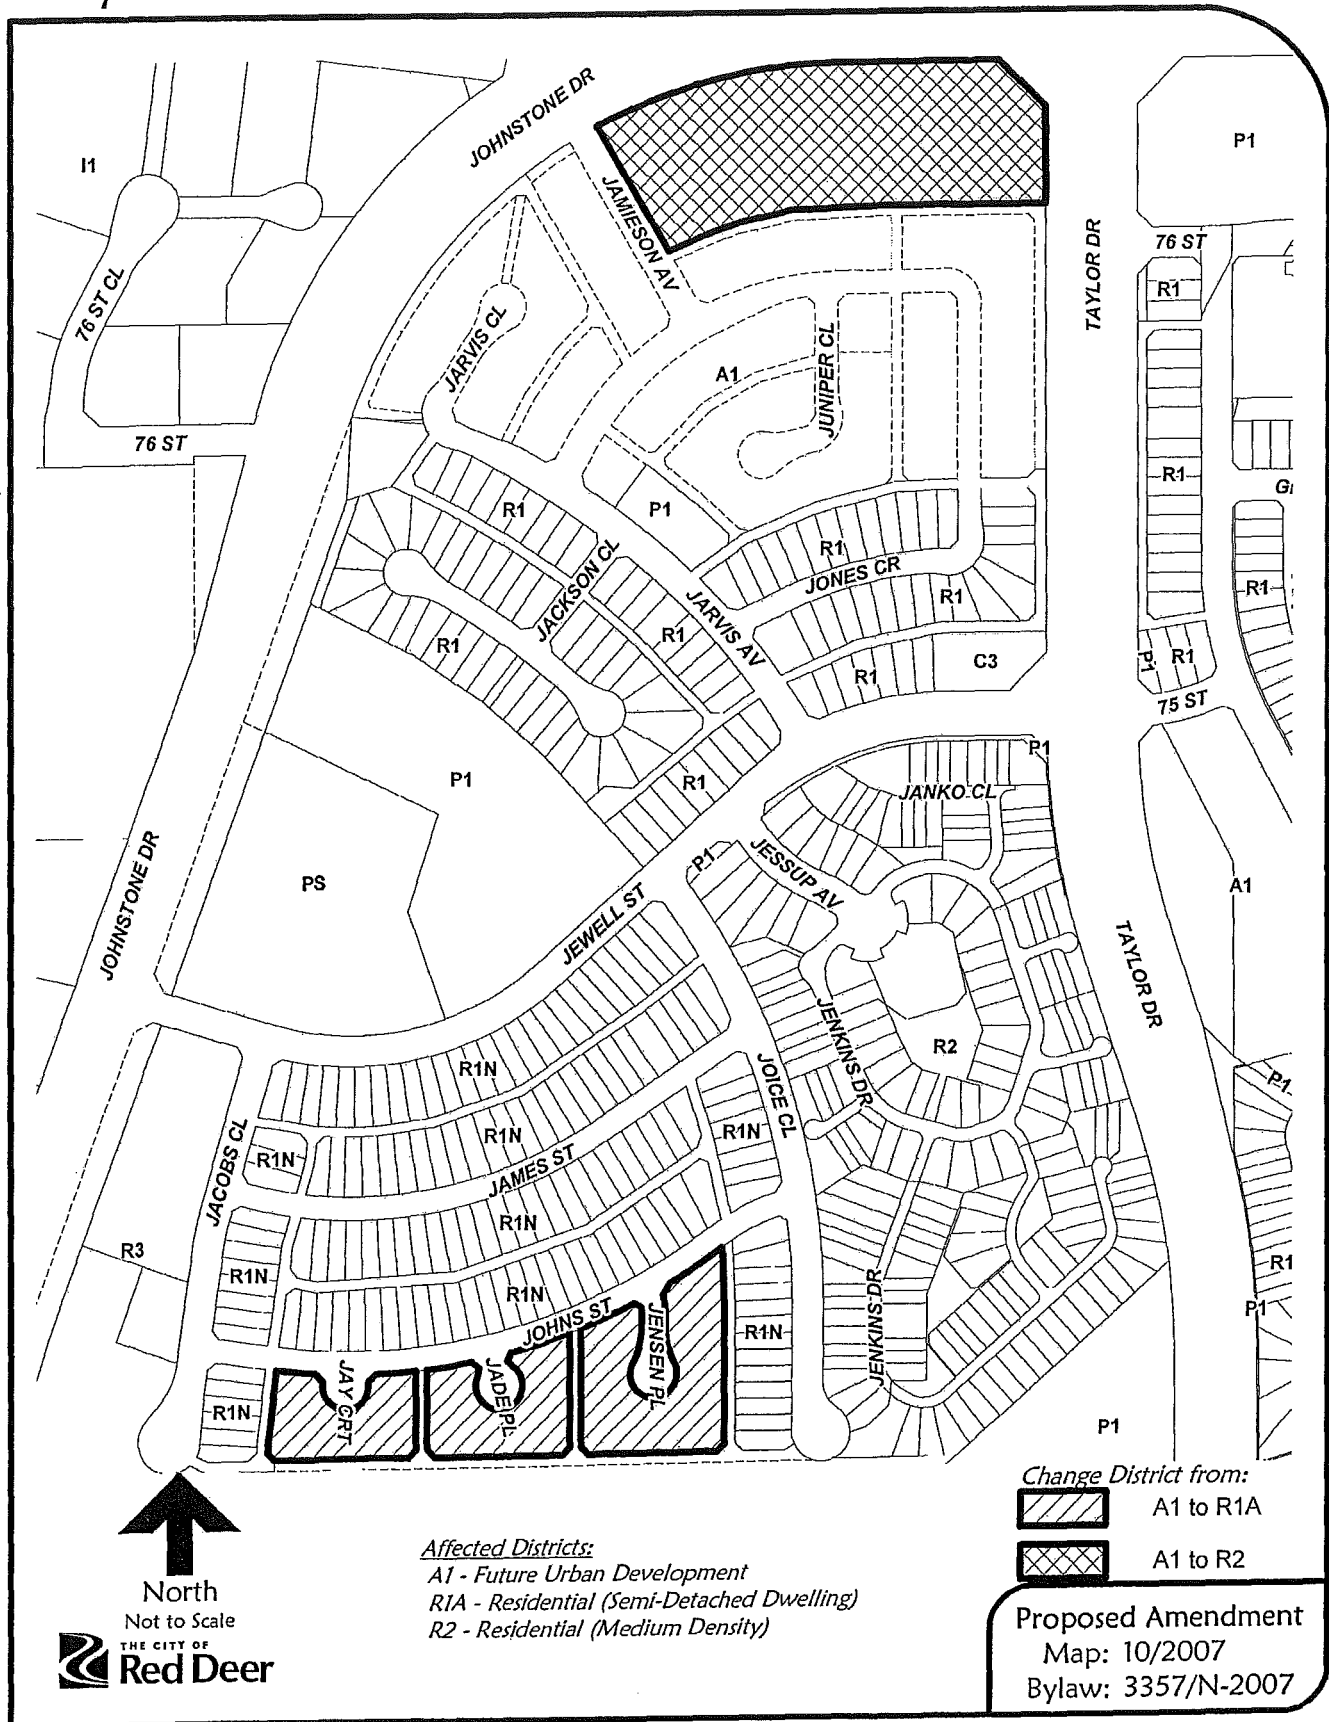 JOHNSTONE DR
I1
P1
JAMIESON AV
TAYLOR DR
76 ST
R1
76 ST CL
JARVIS CL
JUNIPER CL
A1
76 ST
R1
R1
P1
R1
R1
JACKSON CL
JONES CR
R1
JARVIS AV
R1
R1
R1
C3
P1
R1
75 ST
P1
P1
R1
JANKO CL
JOHNSTONE DR
PS
P1
JESSUP AV
A1
JEWELL ST
TAYLOR DR
JENKINS DR
R2
R1N
JOICE CL
P1
R1N
R1N
JACOBS CL
R1N
JAMES ST
R1N
R3
R1N
R1N
R1
P1
JOHNS ST
JENSEN PL
R1N
JENKINS DR
JAY CRT
JADE PL
R1N
P1
Change District from:
A1 to R1A
A1 to R2
North
Not to Scale
THE CITY OF
Red Deer
Affected Districts:
A1 - Future Urban Development
R1A - Residential (Semi-Detached Dwelling)
R2 - Residential (Medium Density)
Proposed Amendment
Map: 10/2007
Bylaw: 3357/N-2007